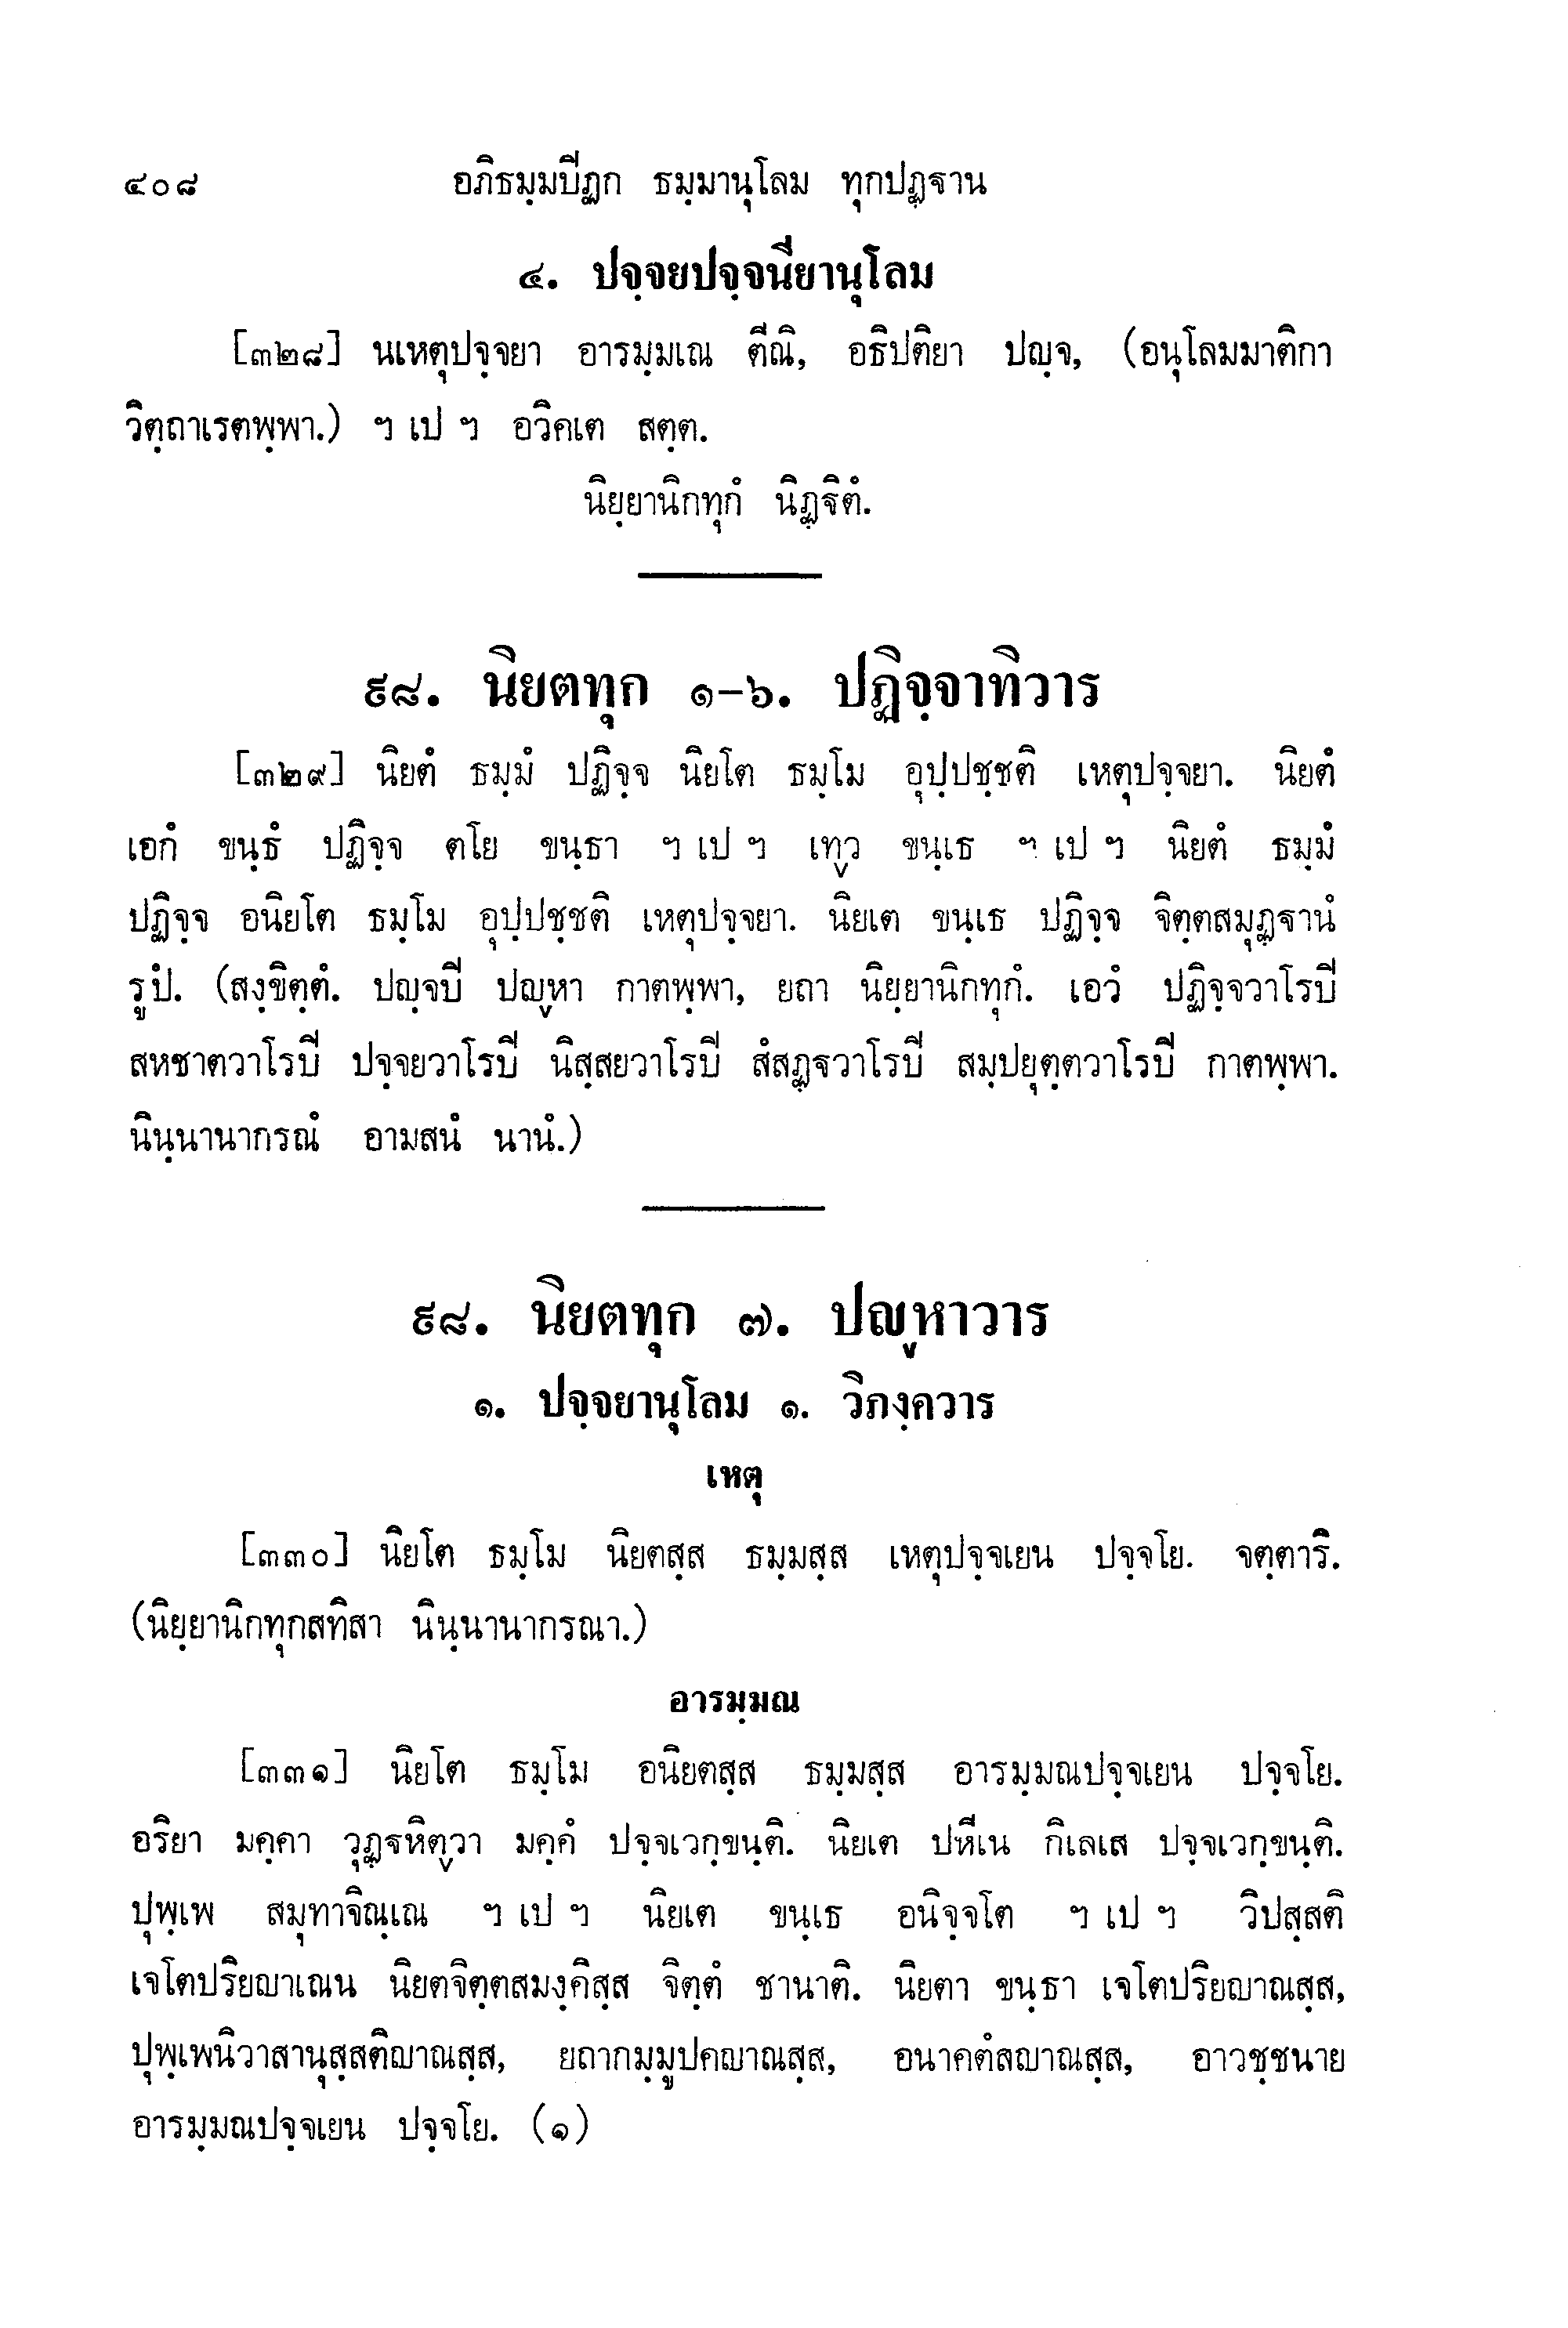 ๔๐๘ อภิธมฺมปีฏก ธมฺมานุโลม ทุกปฏฺฐาน
๔. ปจฺจยปจฺจนียานุโลม
[๓๒๘] นเหตุปจฺจยา อารมฺมเณ ตีณิ, อธิปติยา ปญฺจ, (อนุโลมมาติกา
วิตฺถาเรตพฺพา.) ฯ เป ฯ อวิคเต สตฺต.
นิยฺยานิกทุกํ นิฏฺฐิตํ.
๙๘. นิยตทุก ๑-๖. ปฏิจฺจาทิวาร
[๓๒๙] นิยตํ ธมฺมํ ปฏิจฺจ นิยโต ธมฺโม อุปฺปชฺชติ เหตุปจฺจยา. นิยตํ
เอกํ ขนฺธํ ปฏิจฺจ ตโย ขนฺธา ฯ เป ฯ เทฺว ขนฺเธ ฯ เป ฯ นิยตํ ธมฺมํ
ปฏิจฺจ อนิยโต ธมฺโม อุปฺปชฺชติ เหตุปจฺจยา. นิยเต ขนฺเธ ปฏิจฺจ จิตฺตสมุฏฺฐานํ
รูปํ. (สงฺขิตฺตํ. ปญฺจปี ปญฺหา กาตพฺพา, ยถา นิยฺยานิกทุกํ. เอวํ ปฏิจฺจวาโรปี
สหชาตวาโรปี ปจฺจยวาโรปี นิสฺสยวาโรปี สํสฏฺฐวาโรปี สมฺปยุตฺตวาโรปี กาตพฺพา.
นินฺนานากรณํ อามสนํ นานํ.)
๙๘. นิยตทุก ๗. ปญฺหาวาร
๑. ปจฺจยานุโลม ๑. วิภงฺควาร
เหตุ
[๓๓๐] นิยโต ธมฺโม นิยตสฺส ธมฺมสฺส เหตุปจฺจเยน ปจฺจโย. จตฺตาริ.
(นิยฺยานิกทุกสทิสา นินฺนานากรณา.)
อารมฺมณ
[๓๓๑] นิยโต ธมฺโม อนิยตสฺส ธมฺมสฺส อารมฺมณปจฺจเยน ปจฺจโย.
อริยา มคฺคา วุฏฺฐหิตฺวา มคฺคํ ปจฺจเวกฺขนฺติ. นิยเต ปหีเน กิเลเส ปจฺจเวกฺขนฺติ.
ปุพฺเพ สมุทาจิณฺเณ ฯ เป ฯ นิยเต ขนฺเธ อนิจฺจโต ฯ เป ฯ วิปสฺสติ
เจโตปริยญาเณน นิยตจิตฺตสมงฺคิสฺส จิตฺตํ ชานาติ. นิยตา ขนฺธา เจโตปริยญาณสฺส,
ปุพฺเพนิวาสานุสฺสติญาณสฺส, ยถากมฺมูปคญาณสฺส, อนาคตํสญาณสฺส, อาวชฺชนาย
อารมฺมณปจฺจเยน ปจฺจโย. (๑)